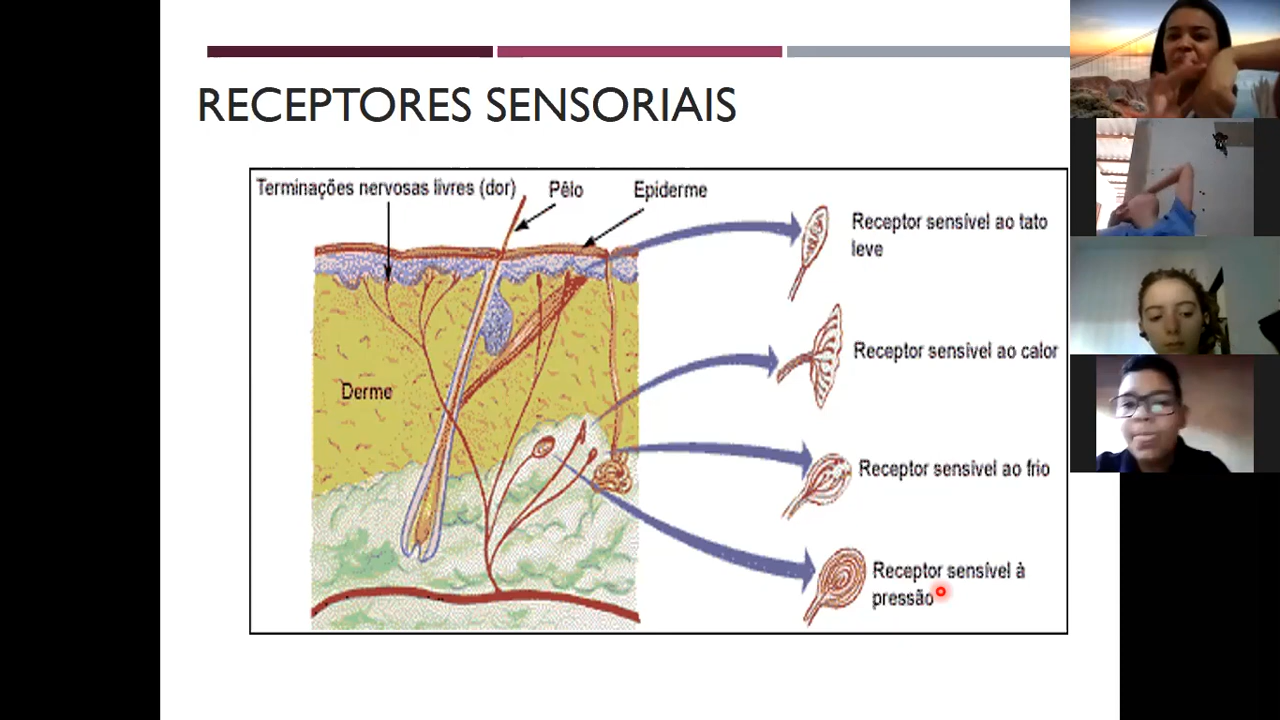 RECEPTORES SENSORIAIS
Terminações nervosas livres (dor)
Pêlo
Epiderme
Receptor sensível ao tato
leve
Receptor sensível ao calor
Derme
Receptor sensível ao frio
Receptor sensível à
pressão